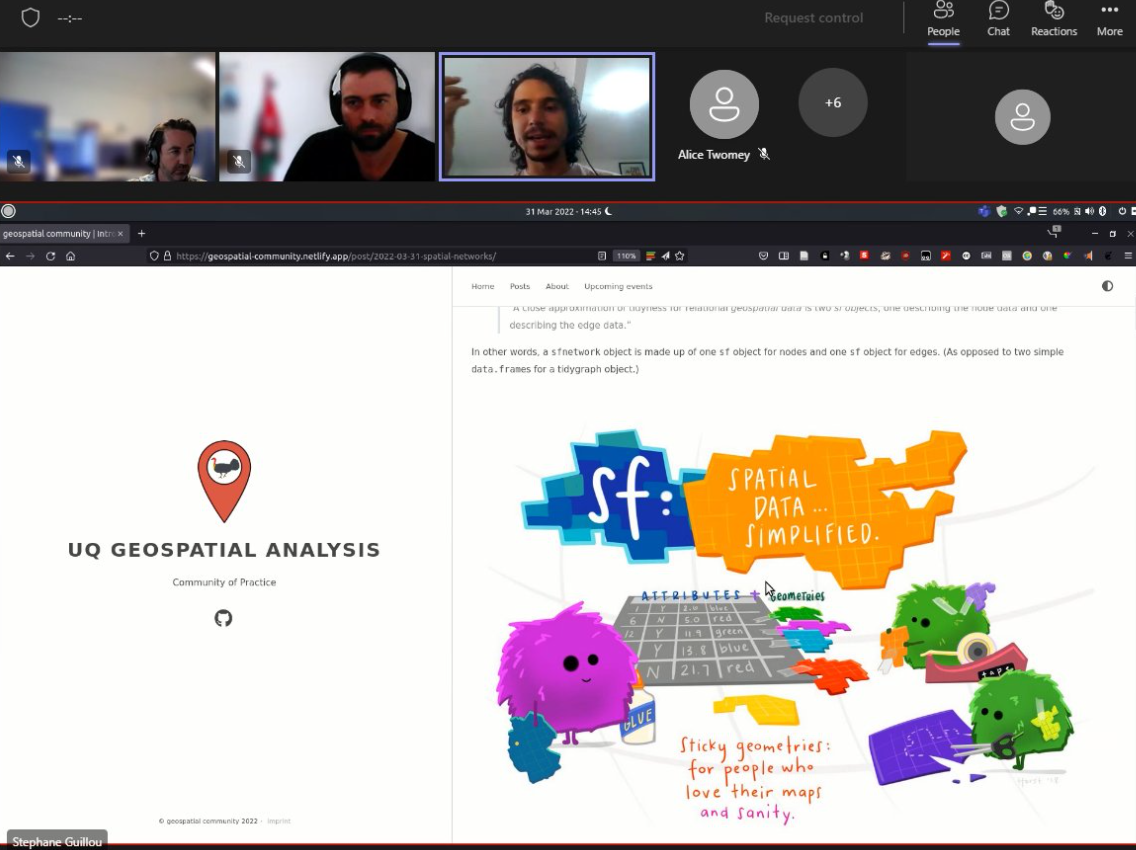 --:--
Request control
People
Chat
Reactions
More
Alice Twomey
+6
31 Mar 2022 - 14:45
66%
geospatial community | Intro
https://geospatial-community.netlify.app/post/2022-03-31-spatial-networks/
110%
Home
Posts
About
Upcoming events
"A close approximation of tidyness for relational geospatial data is two sf objects, one describing the node data and one
describing the edge data."
In other words, a sfnetwork object is made up of one sf object for nodes and one sf object for edges. (As opposed to two simple
data.frames for a tidygraph object.)
UQ GEOSPATIAL ANALYSIS
Community of Practice
© geospatial community 2022 - imprint
sf:
SPATIAL
DATA...
SIMPLIFIED.
ATTRIBUTES + Geometries
1 Y 2.0 blue
6 N 5.0 red
12 Y 11.9 green
Y 13.8 blue
N 21.7 red
GLUE
tape
Sticky geometries:
for people who
love their maps
and sanity.
Horst '18
Stephane Guillou